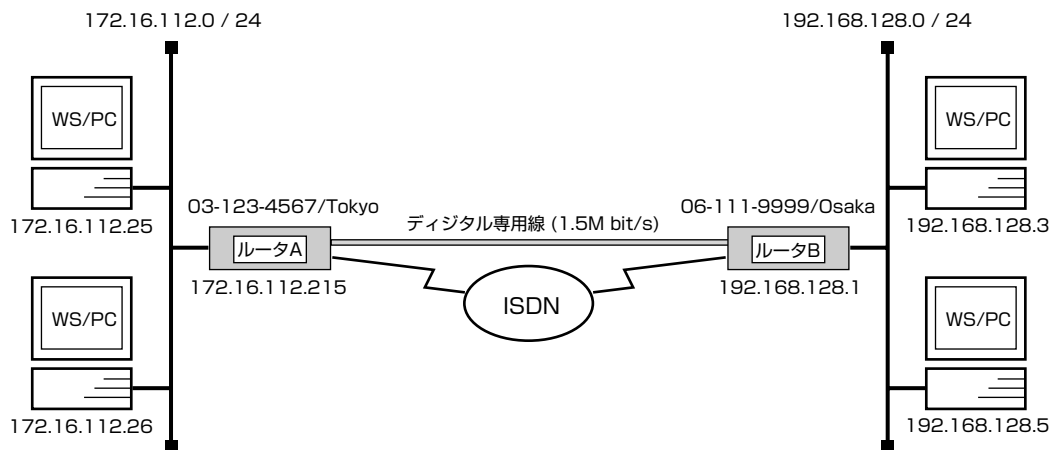 172.16.112.0 / 24
192.168.128.0 / 24
WS/PC
WS/PC
172.16.112.25
192.168.128.3
03-123-4567/Tokyo
ディジタル専用線 (1.5M bit/s)
06-111-9999/Osaka
ルータA
ルータB
172.16.112.215
192.168.128.1
ISDN
WS/PC
WS/PC
172.16.112.26
192.168.128.5